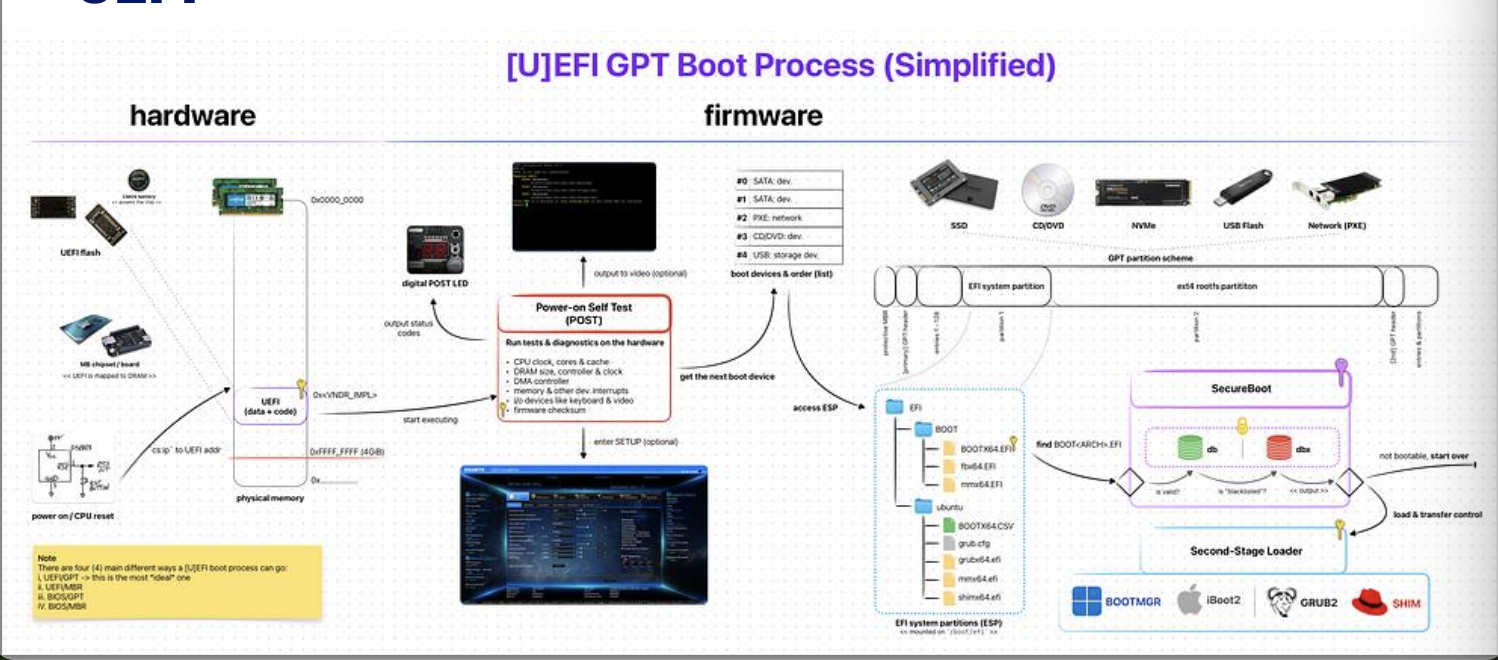 [U]EFI GPT Boot Process (Simplified)
hardware
firmware
UEFI flash
0x0000_0000
digital POST LED
output status
codes
output to video (optional)
Power-on Self Test
(POST)
Run tests & diagnostics on the hardware
• CPU clock, cores & cache
• DRAM size, controller & clock
• DMA controller
• memory & other dev. interrupts
• i/o devices like keyboard & video
• firmware checksum
#0 SATA: dev.
#1 SATA: dev.
#2 PXE: network
#3 CD/DVD: dev.
#4 USB: storage dev.
boot devices & order (list)
get the next boot device
access ESP
SSD
CD/DVD
NVMe
USB Flash
Network (PXE)
GPT partition scheme
EFI system partition
ext4 rootfs partititon
protective MBR
(primary) GPT header
entries 1 - 128
partition 1
partition 2
(2nd) GPT header
entries & partitions
MB chipset / board
<< UEFI is mapped to DRAM >>
UEFI
(data + code)
0x<VNDR_IMPL>
start executing
cs:ip` to UEFI addr
0xFFFF_FFFF (4GiB)
physical memory
power on / CPU reset
enter SETUP (optional)
EFI
BOOT
BOOTX64.EFI
fbx64.EFI
mmx64.EFI
ubuntu
BOOTX64.CSV
grub.cfg
grubx64.efi
mmx64.efi
shimx64.efi
EFI system partitions (ESP)
<< mounted on `/boot/efi` >>
find BOOT<ARCH>.EFI
SecureBoot
db
dbx
is valid?
is "blacklisted"?
<< output >>
not bootable, start over
load & transfer control
Second-Stage Loader
BOOTMGR
iBoot2
GRUB2
SHIM
Note
There are four (4) main different ways a [U]EFI boot process can go:
i. UEFI/GPT -> this is the most *ideal* one
ii. UEFI/MBR
iii. BIOS/GPT
iV. BIOS/MBR